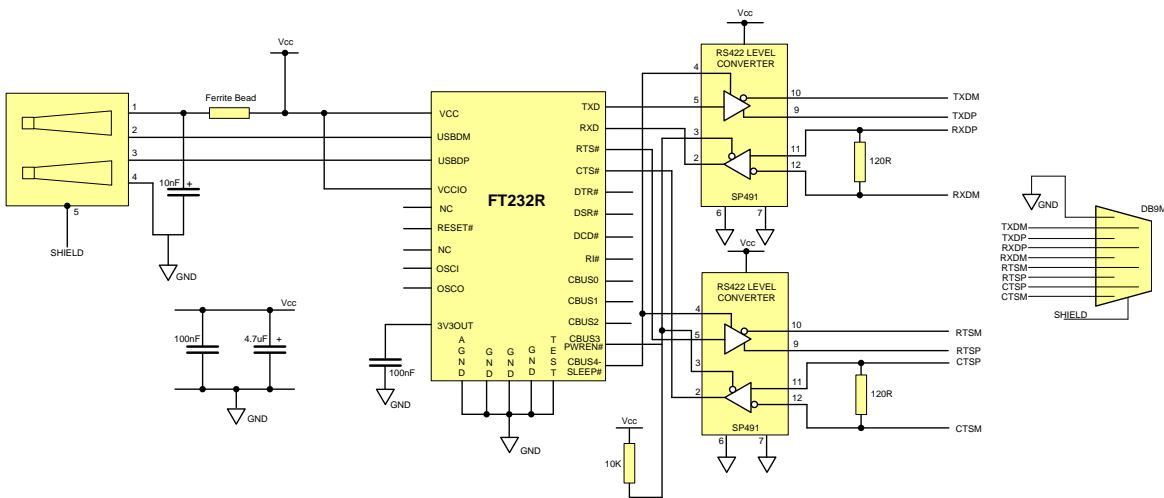 Vcc
Ferrite Bead
1
2
3
4
5
SHIELD
10nF
+
GND
Vcc
100nF
4.7uF
+
GND
FT232R
VCC
USBDM
USBDP
VCCIO
NC
RESET#
NC
OSCI
OSCO
3V3OUT
AGND
GND
GND
GND
TEST
TXD
RXD
RTS#
CTS#
DTR#
DSR#
DCD#
RI#
CBUS0
CBUS1
CBUS2
CBUS3
PWREN#
CBUS4-
SLEEP#
100nF
GND
GND
Vcc
10K
Vcc
RS422 LEVEL
CONVERTER
4
5
3
2
10
9
11
12
SP491
6
7
TXDM
TXDP
RXDP
120R
RXDM
Vcc
RS422 LEVEL
CONVERTER
4
5
3
2
10
9
11
12
SP491
6
7
RTSM
RTSP
CTSP
120R
CTSM
GND
DB9M
TXDM
TXDP
RXDP
RXDM
RTSM
RTSP
CTSP
CTSM
SHIELD